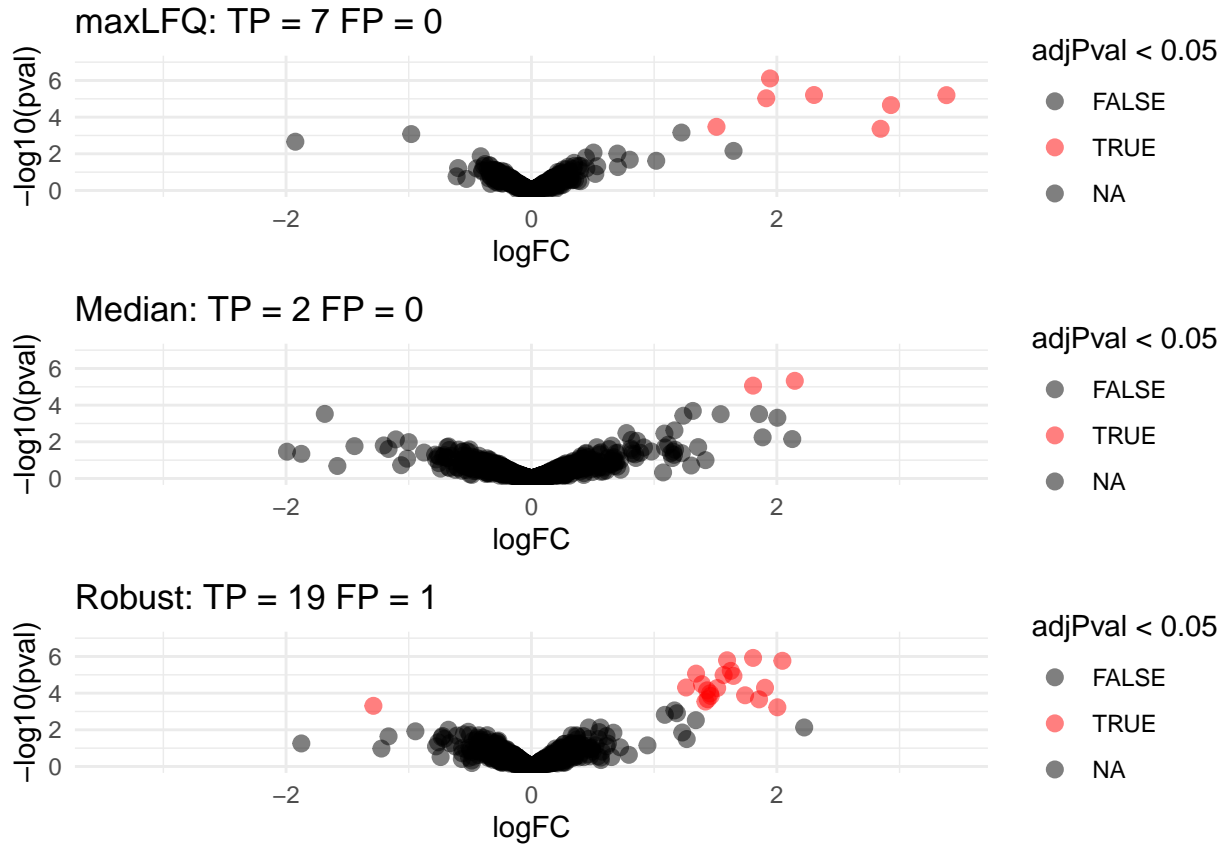 maxLFQ: TP = 7 FP = 0
−log10(pval)
6
4
2
0
−2
0
2
logFC
adjPval < 0.05
FALSE
TRUE
NA
Median: TP = 2 FP = 0
−log10(pval)
6
4
2
0
−2
0
2
logFC
adjPval < 0.05
FALSE
TRUE
NA
Robust: TP = 19 FP = 1
−log10(pval)
6
4
2
0
−2
0
2
logFC
adjPval < 0.05
FALSE
TRUE
NA